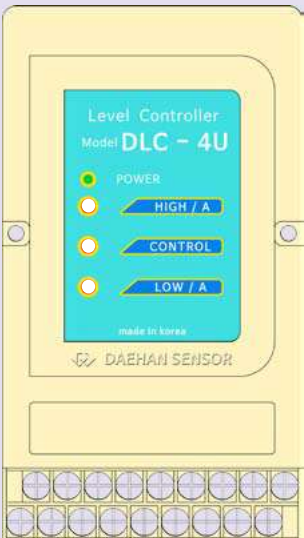 Level Controller
Model DLC - 4U
POWER
HIGH / A
CONTROL
LOW / A
made in korea
DAEHAN SENSOR